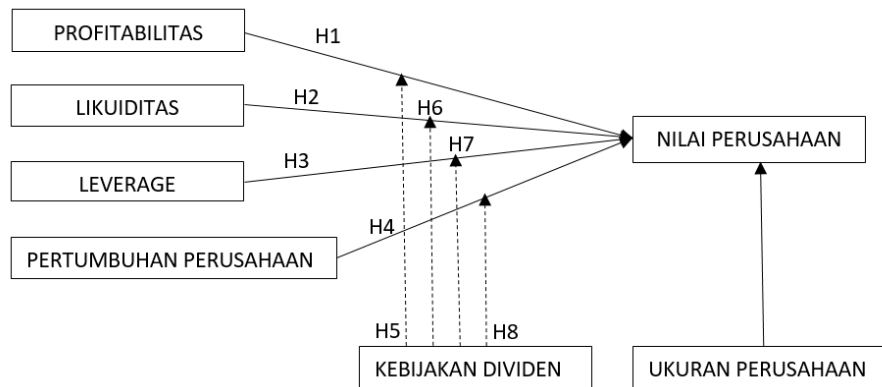 PROFITABILITAS
H1
LIKUIDITAS
H2
H6
NILAI PERUSAHAAN
H7
H3
LEVERAGE
H4
PERTUMBUHAN PERUSAHAAN
H5
H8
KEBIJAKAN DIVIDEN
UKURAN PERUSAHAAN